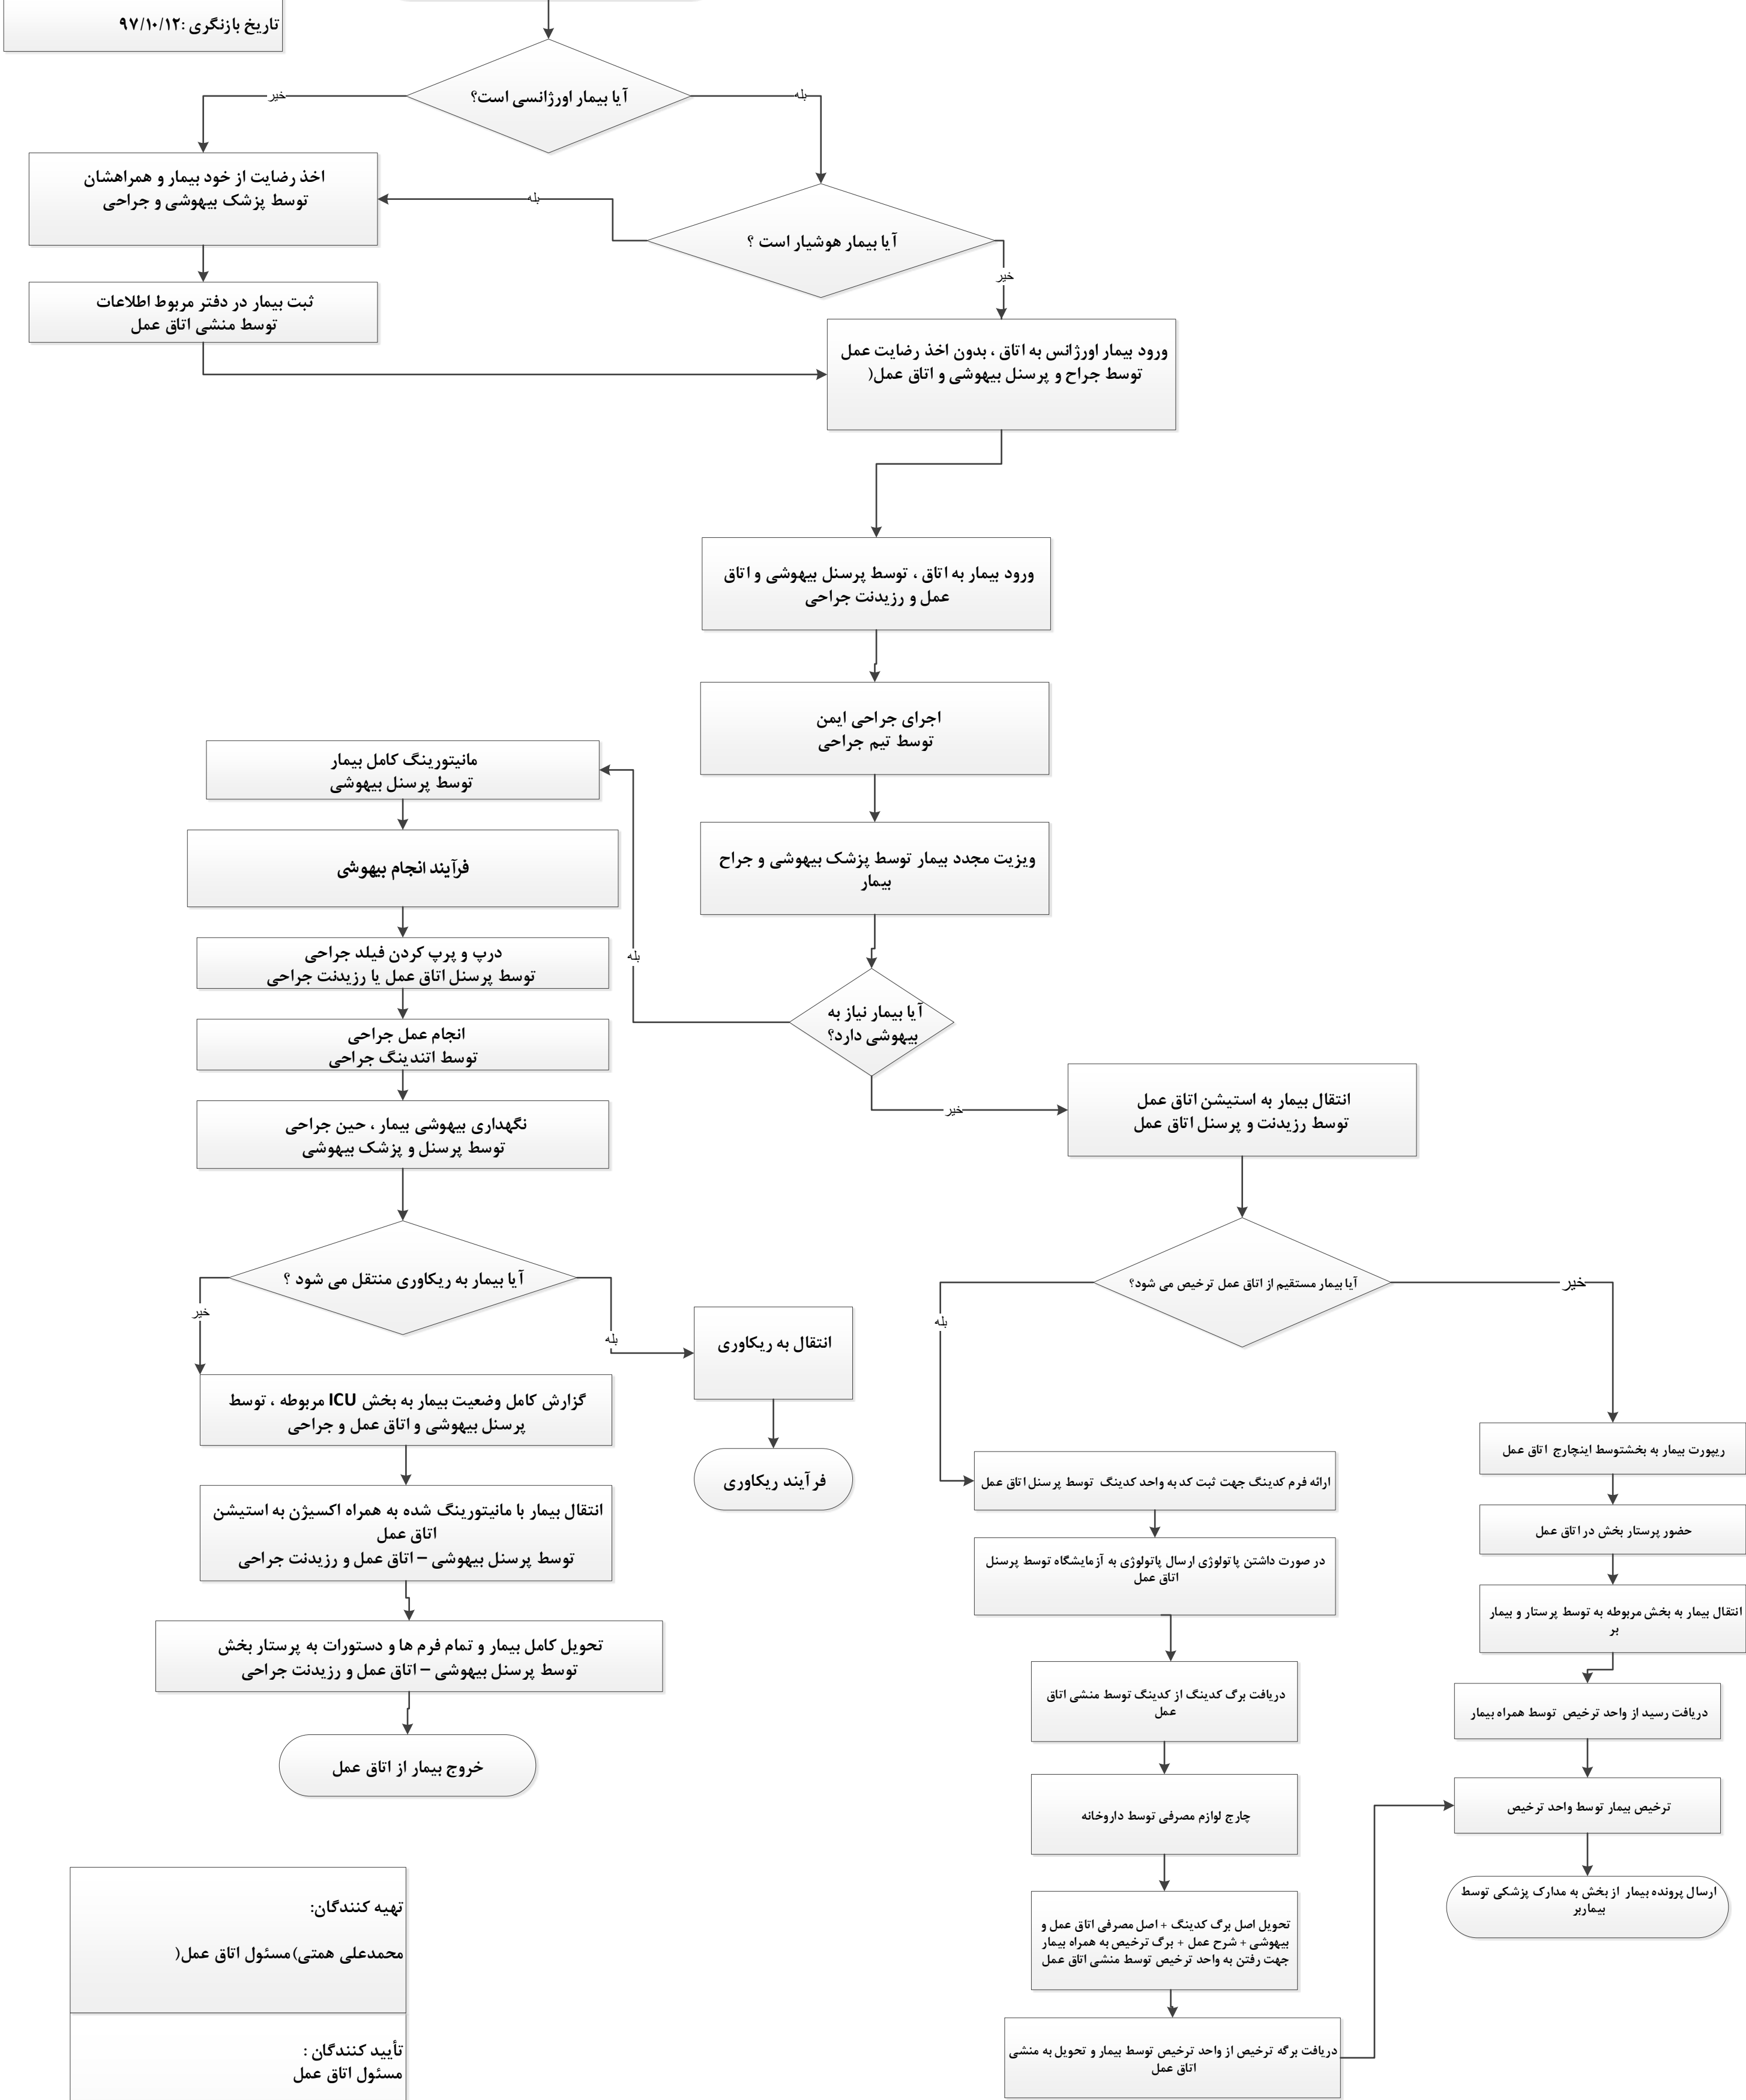 تاریخ بازنگری :۹۷/۱۰/۱۲
آیا بیمار اورژانسی است؟
خیر
بله
اخذ رضایت از خود بیمار و همراهشان
توسط پزشک بیهوشی و جراحی
بله
آیا بیمار هوشیار است ؟
خیر
ثبت بیمار در دفتر مربوط اطلاعات
توسط منشی اتاق عمل
ورود بیمار اورژانس به اتاق ، بدون اخذ رضایت عمل
توسط جراح و پرسنل بیهوشی و اتاق عمل(
ورود بیمار به اتاق ، توسط پرسنل بیهوشی و اتاق
عمل و رزیدنت جراحی
اجرای جراحی ایمن
توسط تیم جراحی
ویزیت مجدد بیمار توسط پزشک بیهوشی و جراح
بیمار
آیا بیمار نیاز به
بیهوشی دارد؟
بله
خیر
مانیتورینگ کامل بیمار
توسط پرسنل بیهوشی
فرآیند انجام بیهوشی
درپ و پرپ کردن فیلد جراحی
توسط پرسنل اتاق عمل یا رزیدنت جراحی
انجام عمل جراحی
توسط اتندینگ جراحی
نگهداری بیهوشی بیمار ، حین جراحی
توسط پرسنل و پزشک بیهوشی
آیا بیمار به ریکاوری منتقل می شود ؟
خیر
بله
انتقال به ریکاوری
فرآیند ریکاوری
گزارش کامل وضعیت بیمار به بخش ICU مربوطه ، توسط
پرسنل بیهوشی و اتاق عمل و جراحی
انتقال بیمار با مانیتورینگ شده به همراه اکسیژن به استیشن
اتاق عمل
توسط پرسنل بیهوشی – اتاق عمل و رزیدنت جراحی
تحویل کامل بیمار و تمام فرم ها و دستورات به پرستار بخش
توسط پرسنل بیهوشی – اتاق عمل و رزیدنت جراحی
خروج بیمار از اتاق عمل
انتقال بیمار به استیشن اتاق عمل
توسط رزیدنت و پرسنل اتاق عمل
آیا بیمار مستقیم از اتاق عمل ترخیص می شود؟
خیر
بله
ریپورت بیمار به بخشتوسط اینچارج اتاق عمل
حضور پرستار بخش در اتاق عمل
انتقال بیمار به بخش مربوطه به توسط پرستار و بیمار
بر
دریافت رسید از واحد ترخیص توسط همراه بیمار
ترخیص بیمار توسط واحد ترخیص
ارسال پرونده بیمار از بخش به مدارک پزشکی توسط
بیماربر
ارائه فرم کدینگ جهت ثبت کد به واحد کدینگ توسط پرسنل اتاق عمل
در صورت داشتن پاتولوژی ارسال پاتولوژی به آزمایشگاه توسط پرسنل
اتاق عمل
دریافت برگ کدینگ از کدینگ توسط منشی اتاق
عمل
چارج لوازم مصرفی توسط داروخانه
تحویل اصل برگ کدینگ + اصل مصرفی اتاق عمل و
بیهوشی + شرح عمل + برگ ترخیص به همراه بیمار
جهت رفتن به واحد ترخیص توسط منشی اتاق عمل
دریافت برگه ترخیص از واحد ترخیص توسط بیمار و تحویل به منشی
اتاق عمل
تهیه کنندگان:
محمدعلی همتی)مسئول اتاق عمل(
تأیید کنندگان :
مسئول اتاق عمل